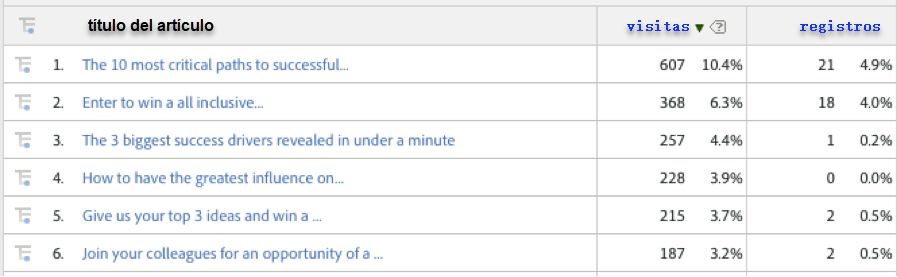 título del artículo visitas registros
1. The 10 most critical paths to successful... 607 10.4% 21 4.9%
2. Enter to win a all inclusive... 368 6.3% 18 4.0%
3. The 3 biggest success drivers revealed in under a minute 257 4.4% 1 0.2%
4. How to have the greatest influence on... 228 3.9% 0 0.0%
5. Give us your top 3 ideas and win a ... 215 3.7% 2 0.5%
6. Join your colleagues for an opportunity of a ... 187 3.2% 2 0.5%